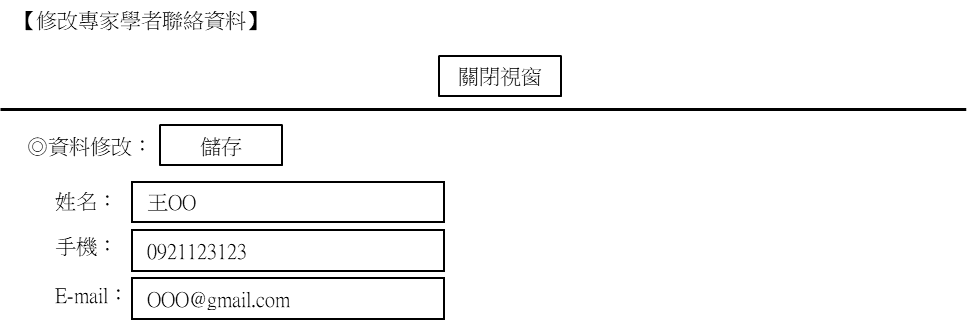 【修改專家學者聯絡資料】
關閉視窗
◎資料修改： 儲存
姓名： 王OO
手機： 0921123123
E-mail： OOO@gmail.com